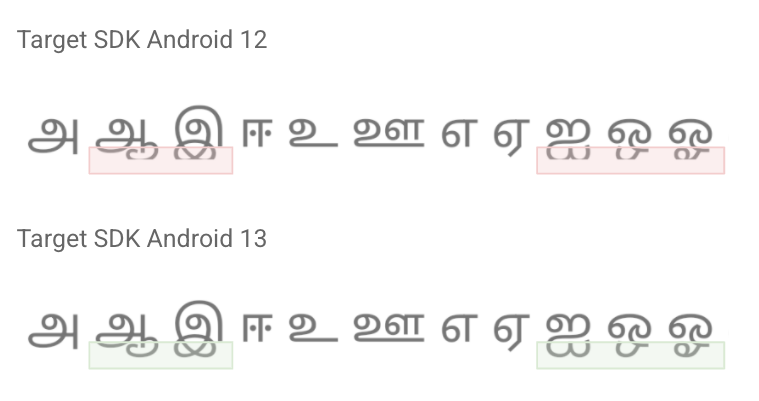 Target SDK Android 12
அ ஆ இ ஈ உ ஊ எ ஏ ஐ ஒ ஓ
Target SDK Android 13
அ ஆ இ ஈ உ ஊ எ ஏ ஐ ஒ ஓ